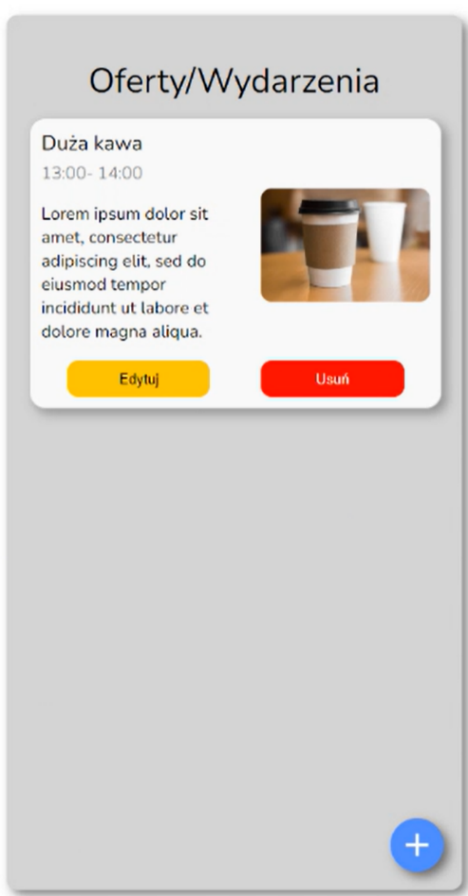 Oferty/Wydarzenia
Duża kawa
13:00- 14:00
Lorem ipsum dolor sit
amet, consectetur
adipiscing elit, sed do
eiusmod tempor
incididunt ut labore et
dolore magna aliqua.
Edytuj
Usuń